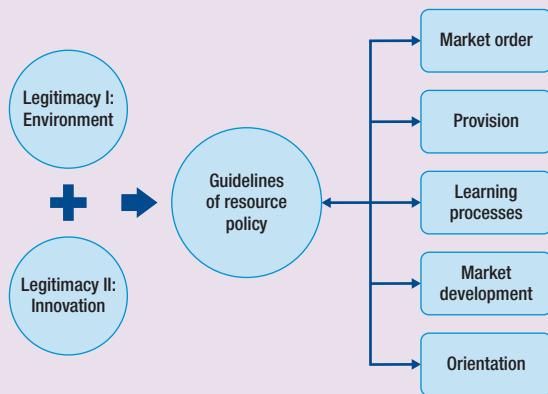 Legitimacy I:
Environment
Legitimacy II:
Innovation
Guidelines
of resource
policy
Market order
Provision
Learning
processes
Market
development
Orientation